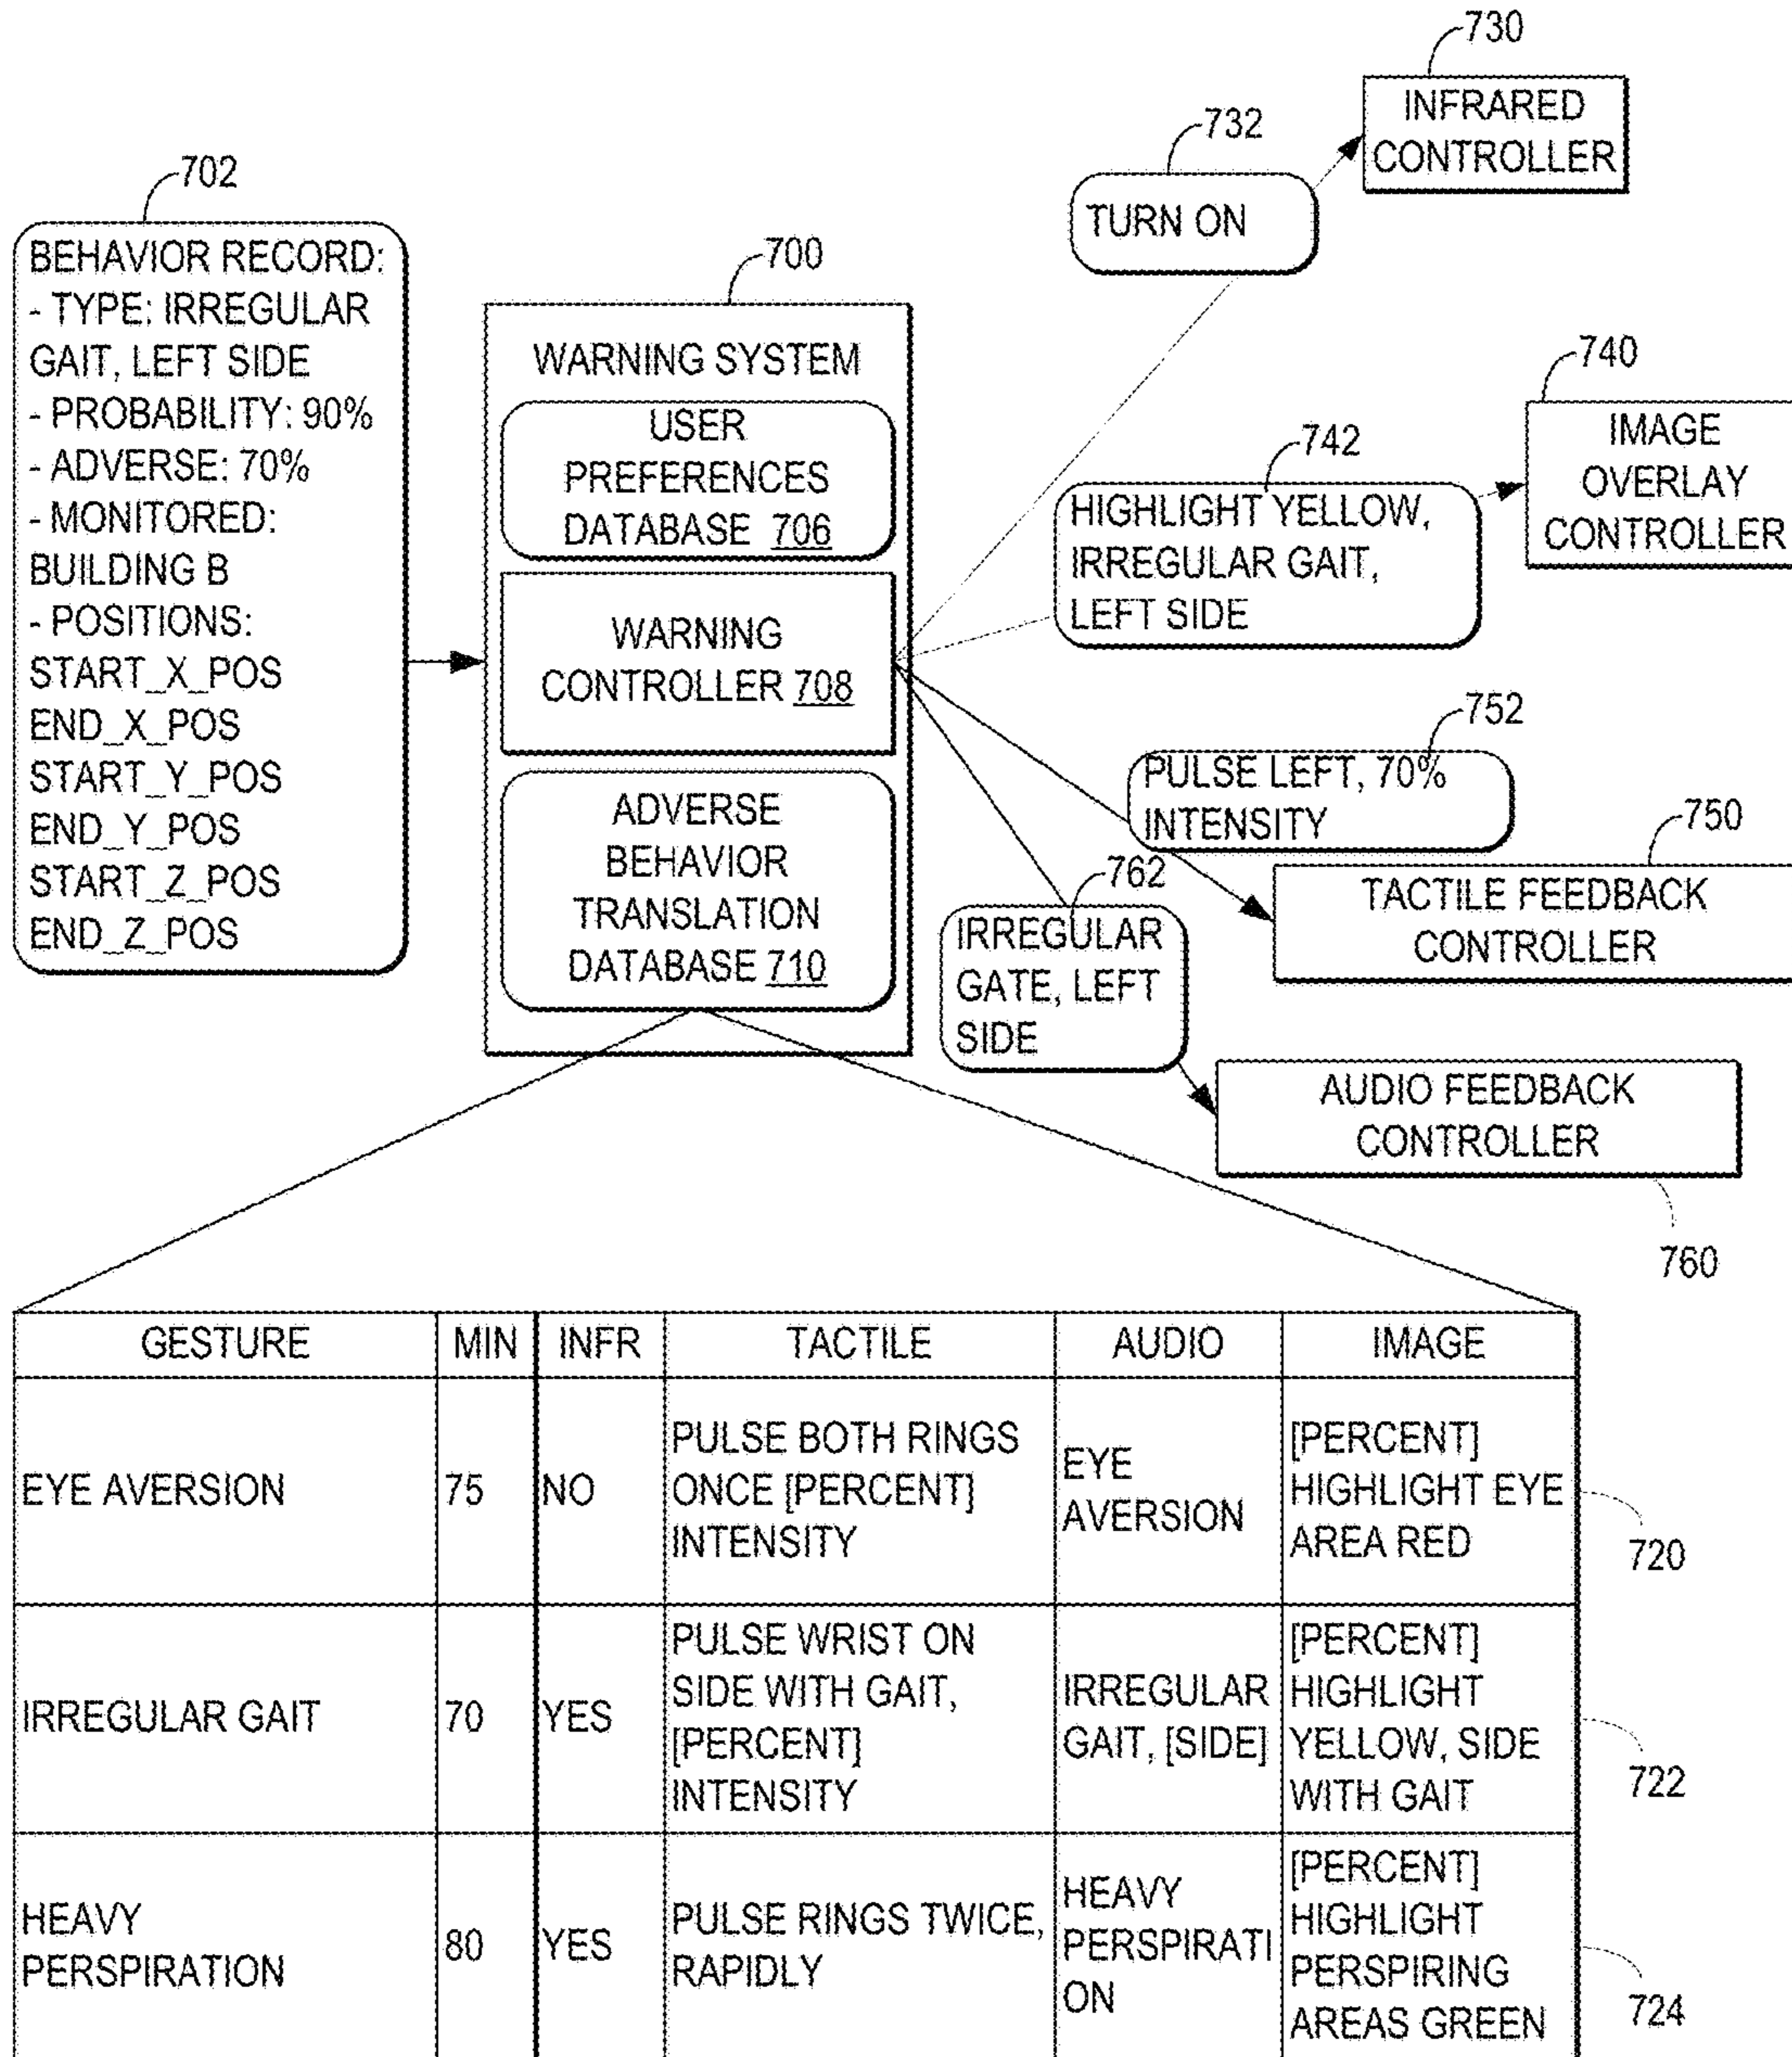 730
INFRARED
CONTROLLER
732
TURN ON
702
BEHAVIOR RECORD:
- TYPE: IRREGULAR
GAIT, LEFT SIDE
- PROBABILITY: 90%
- ADVERSE: 70%
- MONITORED:
BUILDING B
- POSITIONS:
START_X_POS
END_X_POS
START_Y_POS
END_Y_POS
START_Z_POS
END_Z_POS
700
WARNING SYSTEM
USER
PREFERENCES
DATABASE 706
WARNING
CONTROLLER 708
ADVERSE
BEHAVIOR
TRANSLATION
DATABASE 710
740
IMAGE
OVERLAY
CONTROLLER
742
HIGHLIGHT YELLOW,
IRREGULAR GAIT,
LEFT SIDE
752
PULSE LEFT, 70%
INTENSITY
750
TACTILE FEEDBACK
CONTROLLER
762
IRREGULAR
GATE, LEFT
SIDE
AUDIO FEEDBACK
CONTROLLER
760
GESTURE MIN INFR TACTILE AUDIO IMAGE
EYE AVERSION
75
NO
PULSE BOTH RINGS
ONCE [PERCENT]
INTENSITY
EYE
AVERSION
[PERCENT]
HIGHLIGHT EYE
AREA RED
720
IRREGULAR GAIT
70
YES
PULSE WRIST ON
SIDE WITH GAIT,
[PERCENT]
INTENSITY
IRREGULAR
GAIT, [SIDE]
[PERCENT]
HIGHLIGHT
YELLOW, SIDE
WITH GAIT
722
HEAVY
PERSPIRATION
80
YES
PULSE RINGS TWICE,
RAPIDLY
HEAVY
PERSPIRATI
ON
[PERCENT]
HIGHLIGHT
PERSPIRING
AREAS GREEN
724